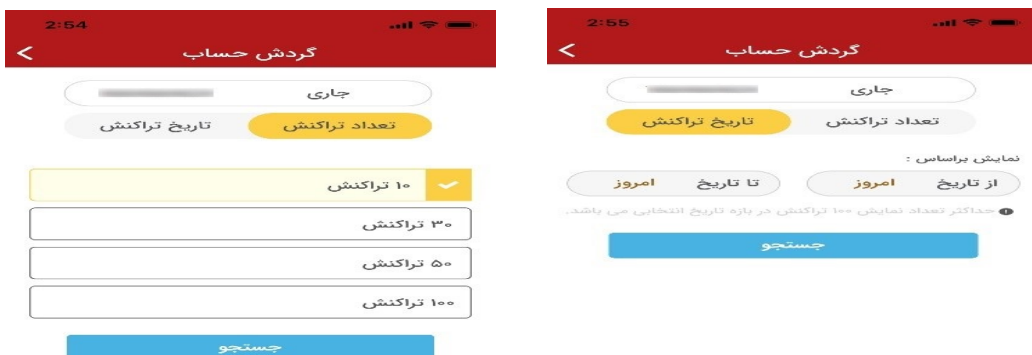 2:54
گردش حساب
جاری
تعداد تراکنش تاریخ تراکنش
۱۰ تراکنش
۳۰ تراکنش
۵۰ تراکنش
۱۰۰ تراکنش
جستجو
2:55
گردش حساب
جاری
تعداد تراکنش تاریخ تراکنش
نمایش براساس :
از تاریخ امروز تا تاریخ امروز
حداکثر تعداد نمایش ۱۰۰ تراکنش در بازه تاریخ انتخابی می باشد.
جستجو